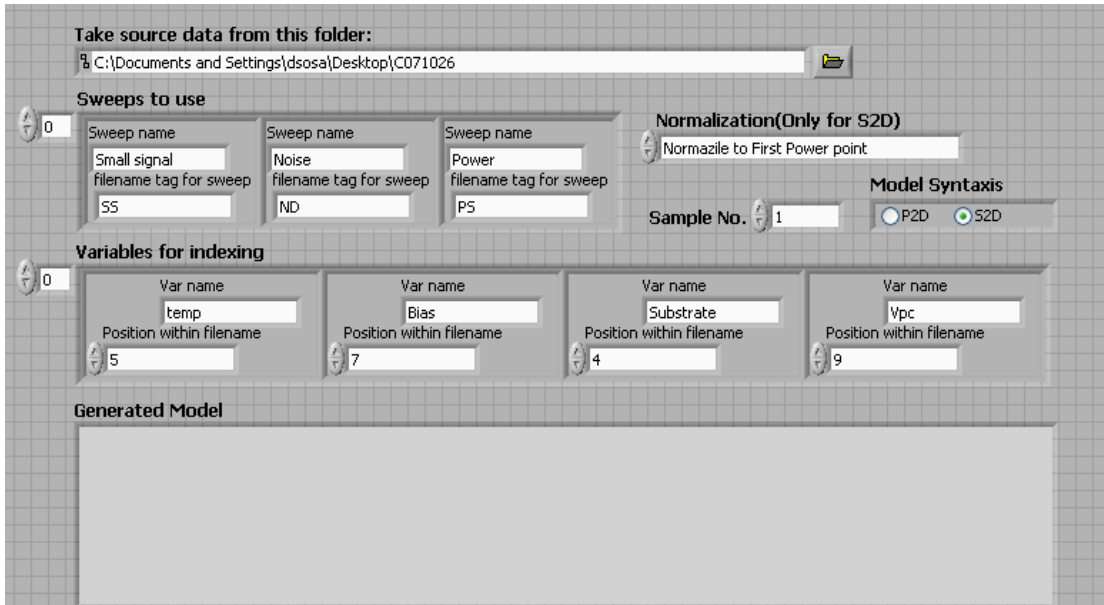 Take source data from this folder:
C:\Documents and Settings\dsosa\Desktop\C071026
Sweeps to use
0
Sweep name Sweep name Sweep name
Small signal Noise Power
filename tag for sweep filename tag for sweep filename tag for sweep
SS ND PS
Normalization(Only for S2D)
Normazile to First Power point
Model Syntaxis
Sample No. 1 P2D S2D
Variables for indexing
0
Var name Var name Var name Var name
temp Bias Substrate Vpc
Position within filename Position within filename Position within filename Position within filename
5 7 4 9
Generated Model